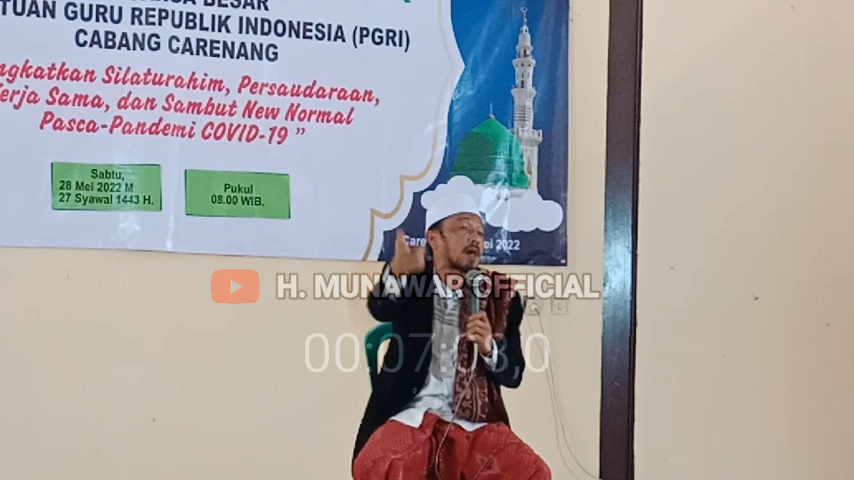 BESAR
TUAN GURU REPUBLIK INDONESIA (PGRI)
CABANG CARENANG
ngkatkan Silaturahim, Persaudaraan,
erja Sama, dan Sambut New Normal
Pasca-Pandemi COVID-19 ”
Sabtu,
28 Mei 2022 M
27 Syawal 1443 H.
Pukul
08.00 WIB.
2022
H. MUNAWAR OFFICIAL